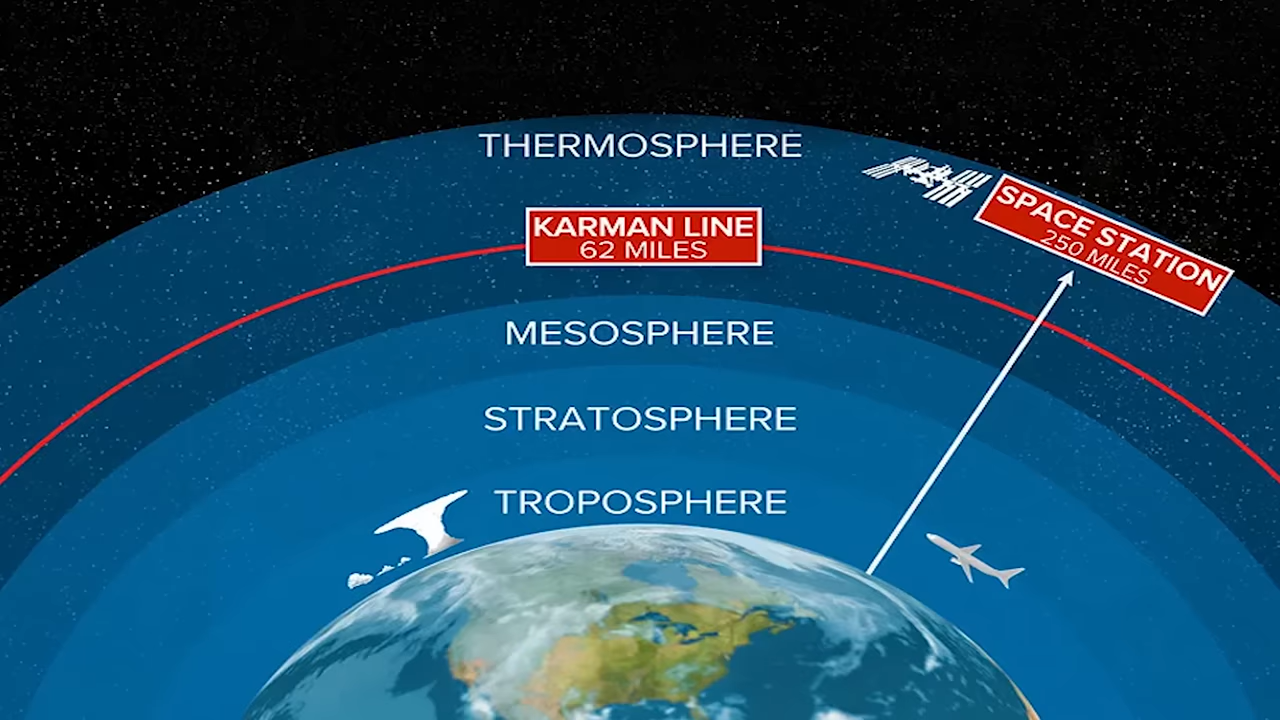 THERMOSPHERE
KARMAN LINE
62 MILES
SPACE STATION
250 MILES
MESOSPHERE
STRATOSPHERE
TROPOSPHERE